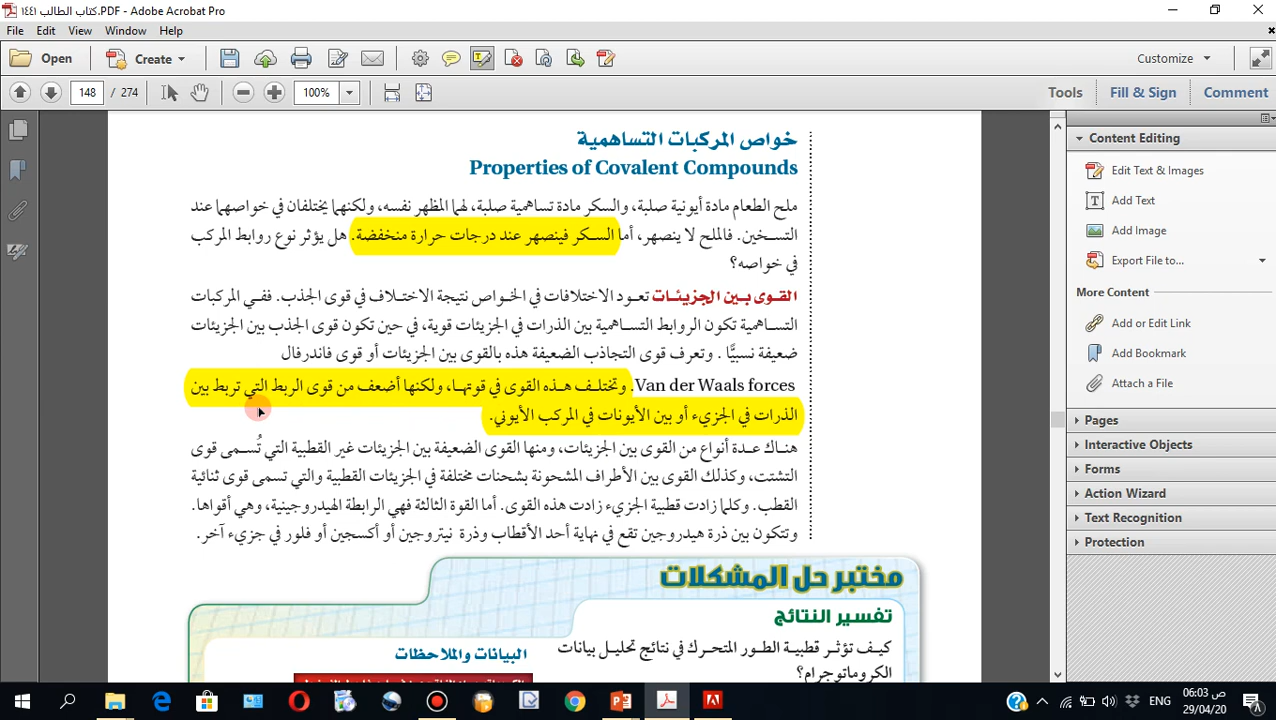 كتاب الطالب ١٤٤١.PDF - Adobe Acrobat Pro
File Edit View Window Help
Open Create Customize
148 / 274 100% Tools Fill & Sign Comment
خواص المركبات التساهمية
Properties of Covalent Compounds
ملح الطعام مادة أيونية صلبة، والسكر مادة تساهمية صلبة، لهما المظهر نفسه، ولكنهما يختلفان في خواصهما عند
التسخين. فالملح لا ينصهر، أما السكر فينصهر عند درجات حرارة منخفضة. هل يؤثر نوع روابط المركب
في خواصه؟
القوى بين الجزيئات تعود الاختلافات في الخواص نتيجة الاختلاف في قوى الجذب. ففي المركبات
التساهمية تكون الروابط التساهمية بين الذرات في الجزيئات قوية، في حين تكون قوى الجذب بين الجزيئات
ضعيفة نسبيًّا . وتعرف قوى التجاذب الضعيفة هذه بالقوى بين الجزيئات أو قوى فاندرفال
Van der Waals forces. وتختلف هذه القوى في قوتها، ولكنها أضعف من قوى الربط التي تربط بين
الذرات في الجزيء أو بين الأيونات في المركب الأيوني.
هناك عدة أنواع من القوى بين الجزيئات، ومنها القوى الضعيفة بين الجزيئات غير القطبية التي تُسمى قوى
التشتت، وكذلك القوى بين الأطراف المشحونة بشحنات مختلفة في الجزيئات القطبية والتي تسمى قوى ثنائية
القطب. وكلما زادت قطبية الجزيء زادت هذه القوى. أما القوة الثالثة فهي الرابطة الهيدروجينية، وهي أقواها.
وتتكون بين ذرة هيدروجين تقع في نهاية أحد الأقطاب وذرة نيتروجين أو أكسجين أو فلور في جزيء آخر.
مختبر حل المشكلات
تفسير النتائج
كيف تؤثر قطبية الطور المتحرك في نتائج تحليل بيانات
الكروماتوجرام؟
البيانات والملاحظات
Content Editing
Edit Text & Images
Add Text
Add Image
Export File to...
More Content
Add or Edit Link
Add Bookmark
Attach a File
Pages
Interactive Objects
Forms
Action Wizard
Text Recognition
Protection
ENG
06:03 ص
29/04/20